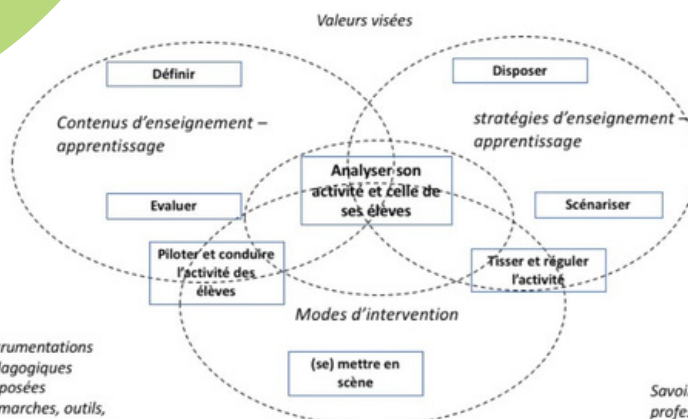 Valeurs visées
Définir
Disposer
Contenus d'enseignement –
apprentissage
stratégies d'enseignement –
apprentissage
Analyser son
activité et celle de
ses élèves
Evaluer
Scénariser
Piloter et conduire
l'activité des
élèves
Tisser et réguler
l'activité
Modes d'intervention
(se) mettre en
scène